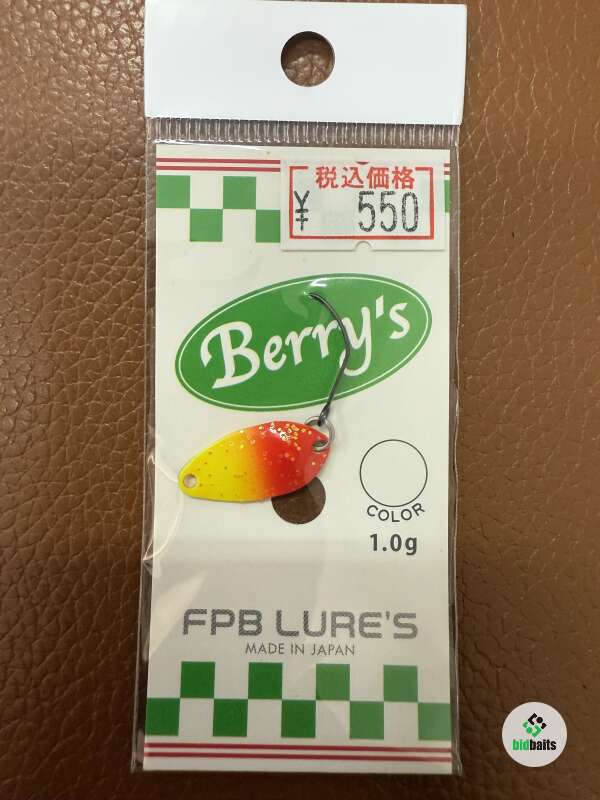 税込価格
¥ 550
Berry's
COLOR
1.0g
FPB LURE'S
MADE IN JAPAN
bidbaits